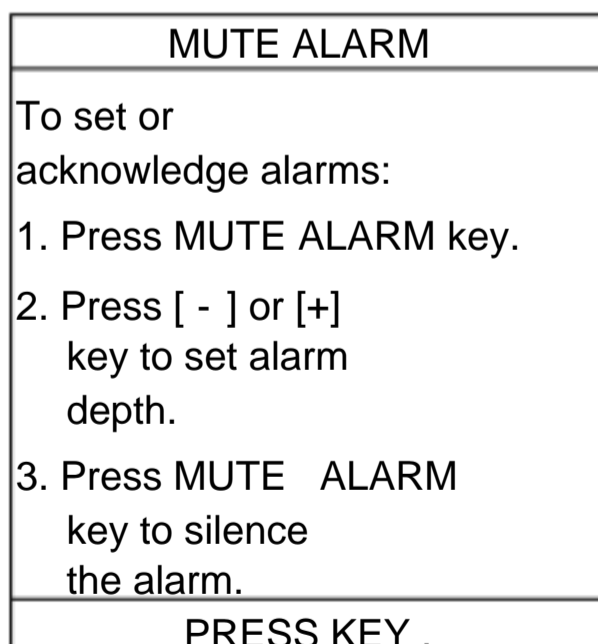 MUTE ALARM
To set or
acknowledge alarms:
1. Press MUTE ALARM key.
2. Press [ - ] or [+]
key to set alarm
depth.
3. Press MUTE ALARM
key to silence
the alarm.
PRESS KEY .